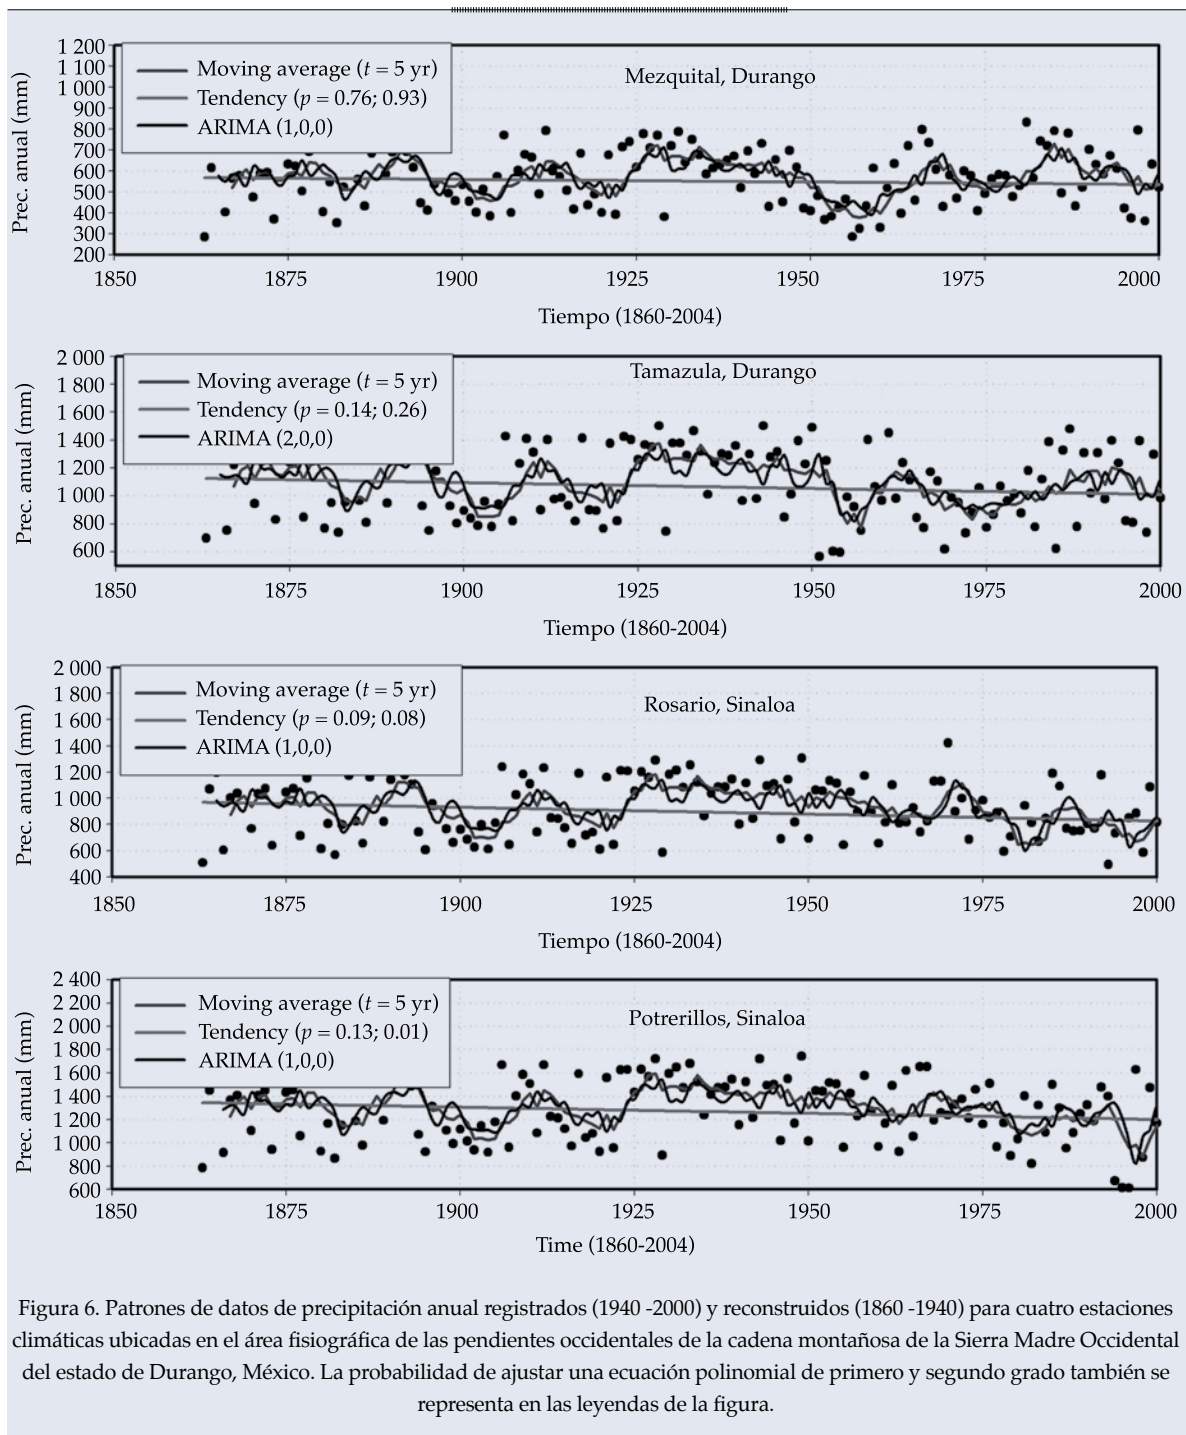 1 200
1 100
1 000
900
800
700
600
500
400
300
200
Prec. anual (mm)
Moving average (t = 5 yr)
Tendency (p = 0.76; 0.93)
ARIMA (1,0,0)
Mezquital, Durango
1850 1875 1900 1925 1950 1975 2000
Tiempo (1860-2004)
2 000
1 800
1 600
1 400
1 200
1 000
800
600
Prec. anual (mm)
Moving average (t = 5 yr)
Tendency (p = 0.14; 0.26)
ARIMA (2,0,0)
Tamazula, Durango
1850 1875 1900 1925 1950 1975 2000
Tiempo (1860-2004)
2 000
1 800
1 600
1 400
1 200
1 000
800
600
400
Prec. anual (mm)
Moving average (t = 5 yr)
Tendency (p = 0.09; 0.08)
ARIMA (1,0,0)
Rosario, Sinaloa
1850 1875 1900 1925 1950 1975 2000
Tiempo (1860-2004)
2 400
2 200
2 000
1 800
1 600
1 400
1 200
1 000
800
600
Prec. anual (mm)
Moving average (t = 5 yr)
Tendency (p = 0.13; 0.01)
ARIMA (1,0,0)
Potrerillos, Sinaloa
1850 1875 1900 1925 1950 1975 2000
Time (1860-2004)
Figura 6. Patrones de datos de precipitación anual registrados (1940 -2000) y reconstruidos (1860 -1940) para cuatro estaciones
climáticas ubicadas en el área fisiográfica de las pendientes occidentales de la cadena montañosa de la Sierra Madre Occidental
del estado de Durango, México. La probabilidad de ajustar una ecuación polinomial de primero y segundo grado también se
representa en las leyendas de la figura.